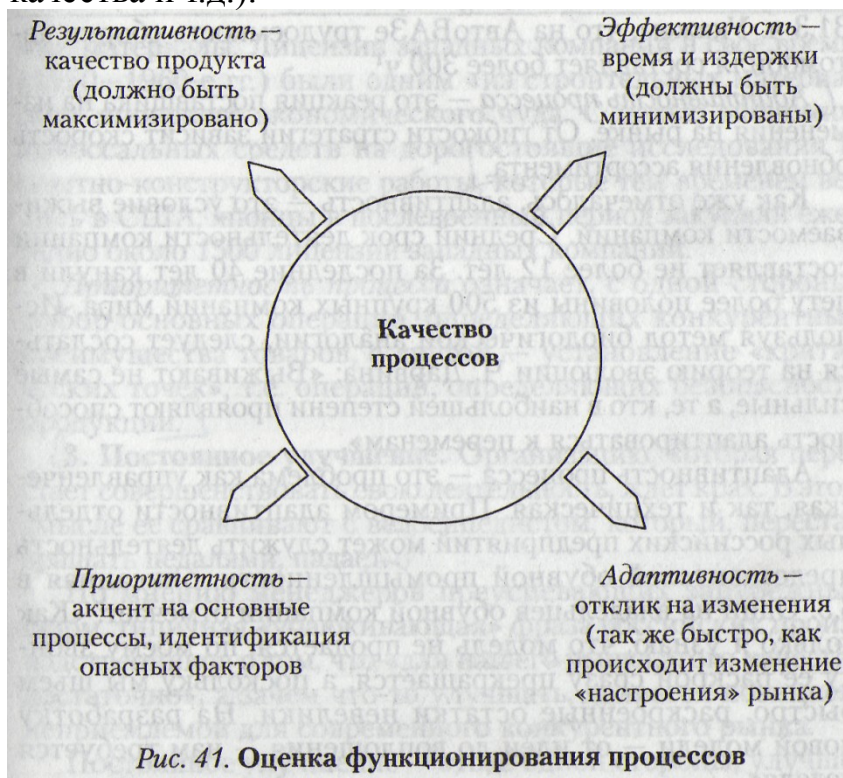 качества и т.д.).
Результативность —
качество продукта
(должно быть
максимизировано)
Эффективность —
время и издержки
(должны быть
минимизированы)
Качество
процессов
Приоритетность —
акцент на основные
процессы, идентификация
опасных факторов
Адаптивность —
отклик на изменения
(так же быстро, как
происходит изменение
«настроения» рынка)
Рис. 41. Оценка функционирования процессов